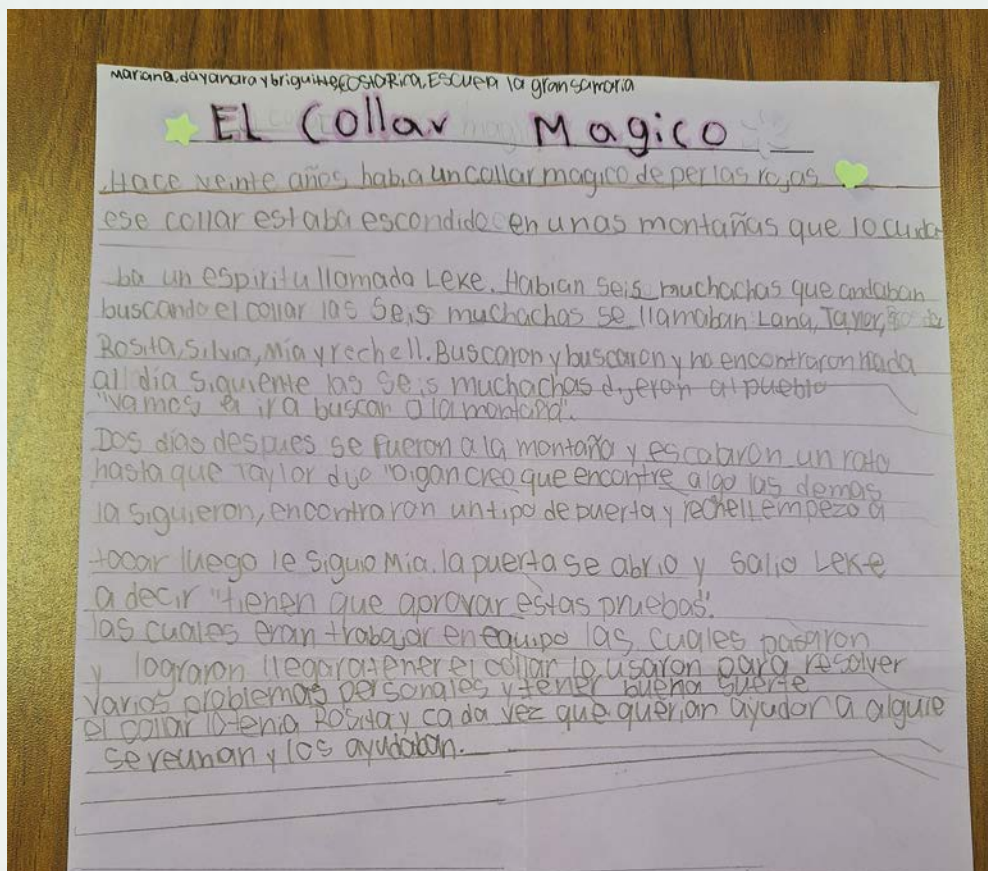 Mariana, dayanara y briguitte COSTA Rica, ESCUElA la gran samaria
EL Collar Magico
Hace veinte años, habia un collar magico de perlas rojas
ese collar estaba escondido en unas montañas que lo cuida
ba un espiritu llamado Leke. Habian seis muchachas que andaban
buscando el collar las seis muchachas se llamaban: Lana, Taylor,
Rosita, Silvia, Mia y rechell. Buscaron y buscaron y no encontraron nada
al dia siguiente las seis muchachas dijeron al pueblo
"vamos a ir a buscar a la montaña".
Dos dias despues se fueron a la montaña y escalaron un rato
hasta que Taylor dijo "oigan creo que encontre algo las demas
la siguieron, encontraron un tipo de puerta y rechell empezo a
tocar luego le siguio Mia. la puerta se abrio y salio Leke
a decir "tienen que aprovar estas pruebas".
las cuales eran trabajar en equipo las cuales pasaron
y lograron llegar a tener el collar lo usaron para resolver
varios problemas personales y tener buena suerte
el collar lo tenia Rosita y cada vez que querian ayudar a alguie
se reunian y los ayudaban.